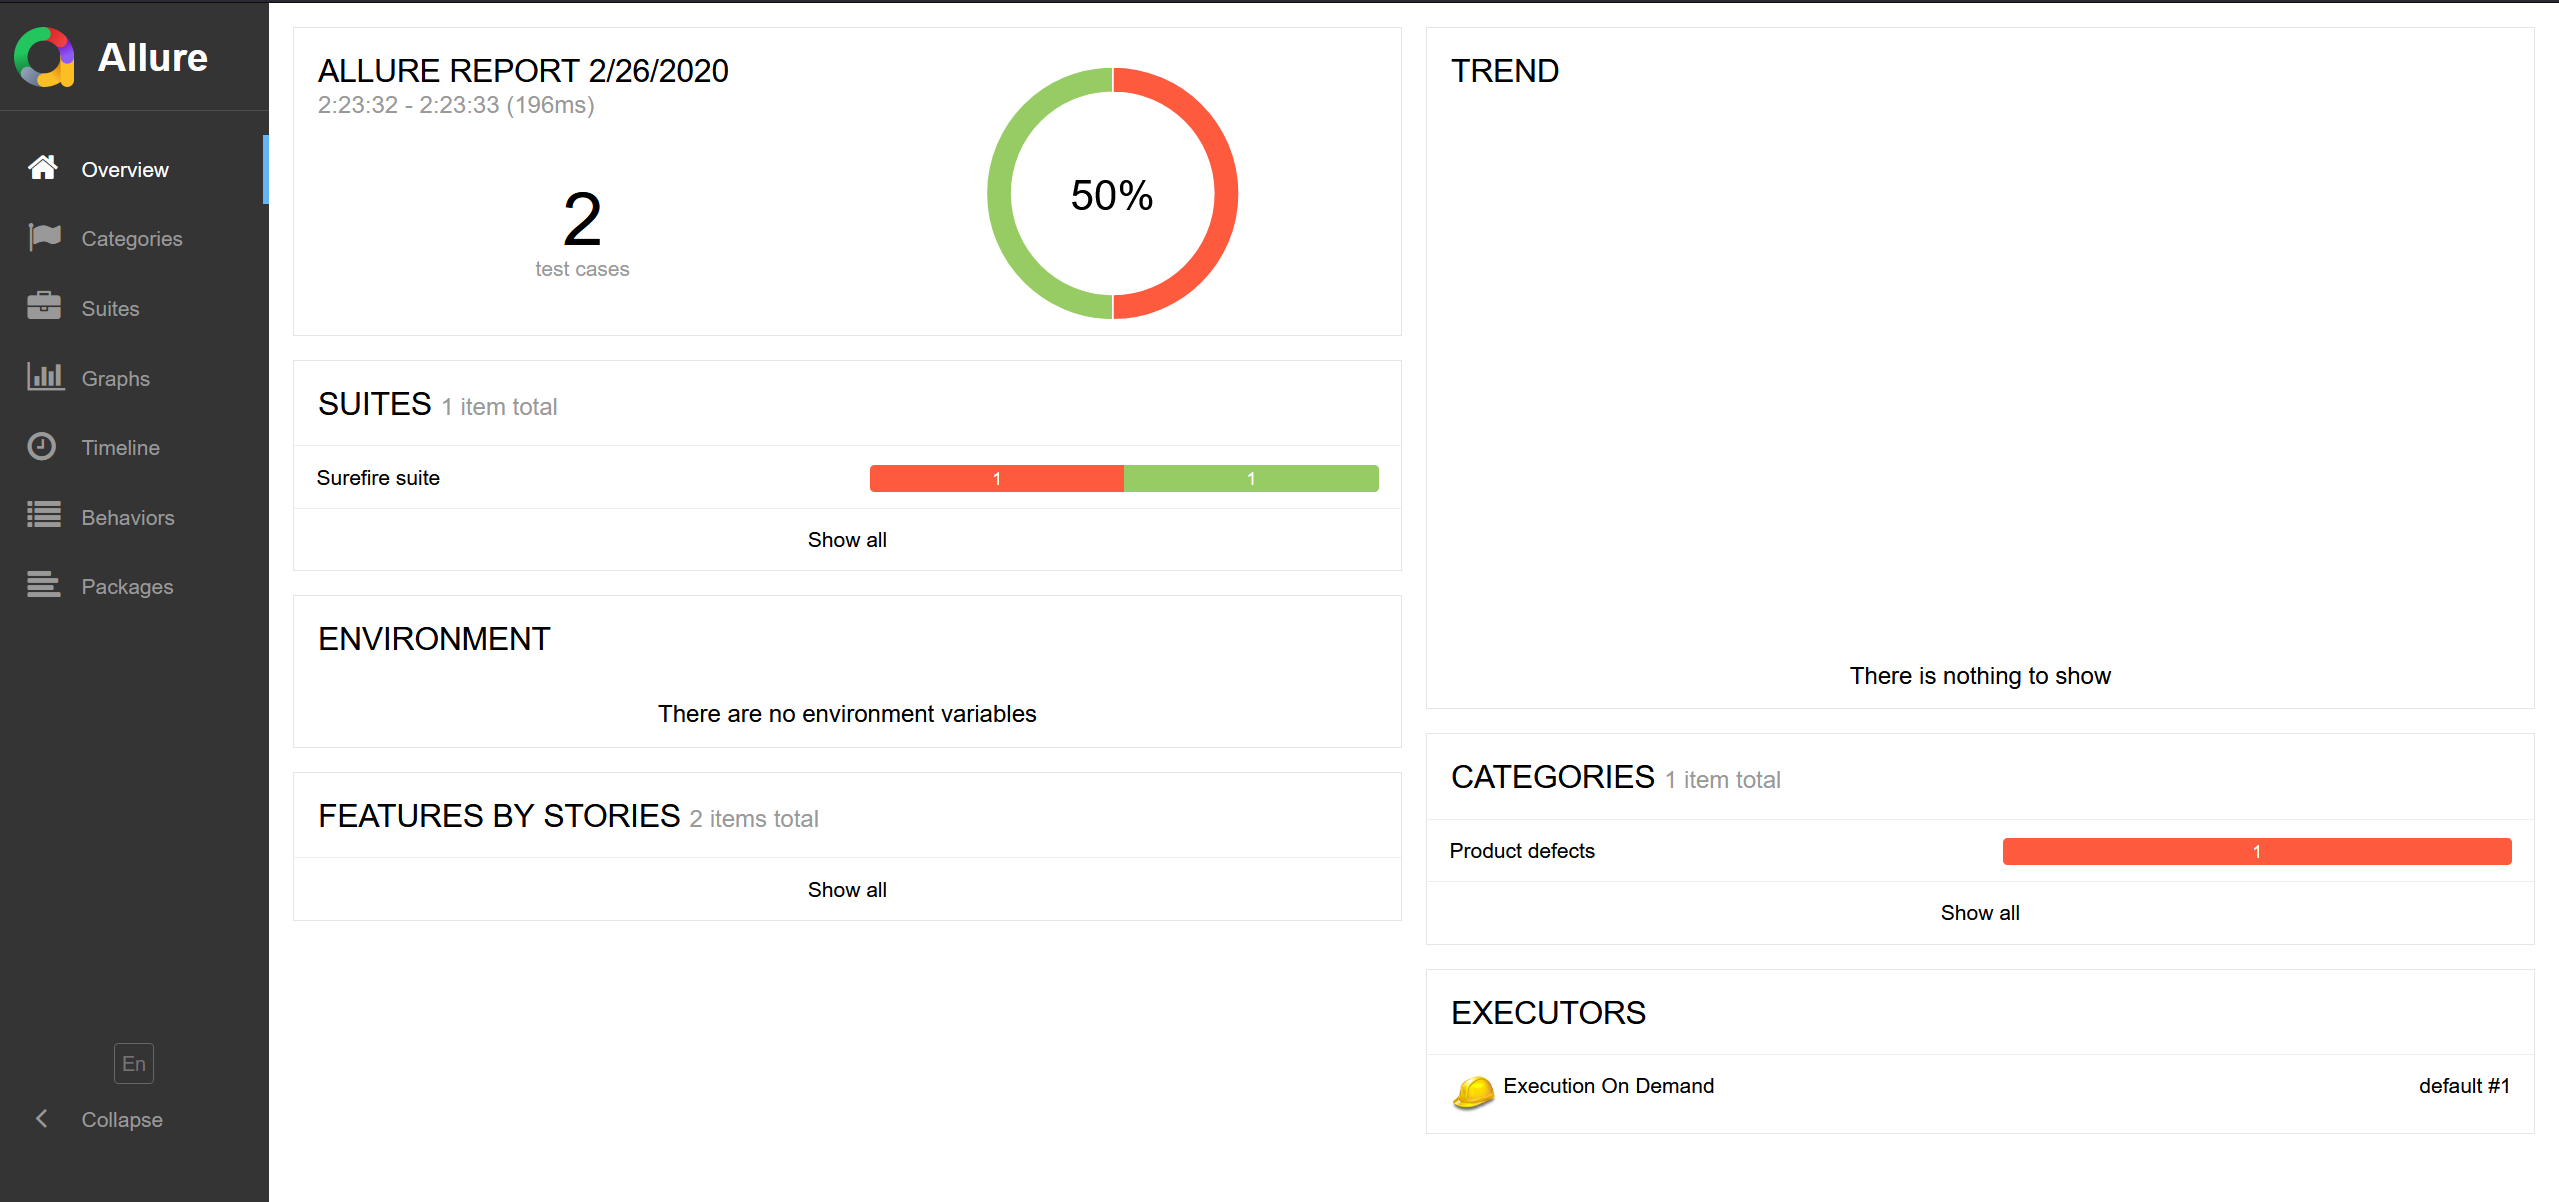 Allure
Overview
Categories
Suites
Graphs
Timeline
Behaviors
Packages
En
Collapse
ALLURE REPORT 2/26/2020
2:23:32 - 2:23:33 (196ms)
2
test cases
50%
SUITES 1 item total
Surefire suite 1 1
Show all
ENVIRONMENT
There are no environment variables
FEATURES BY STORIES 2 items total
Show all
TREND
There is nothing to show
CATEGORIES 1 item total
Product defects 1
Show all
EXECUTORS
Execution On Demand default #1